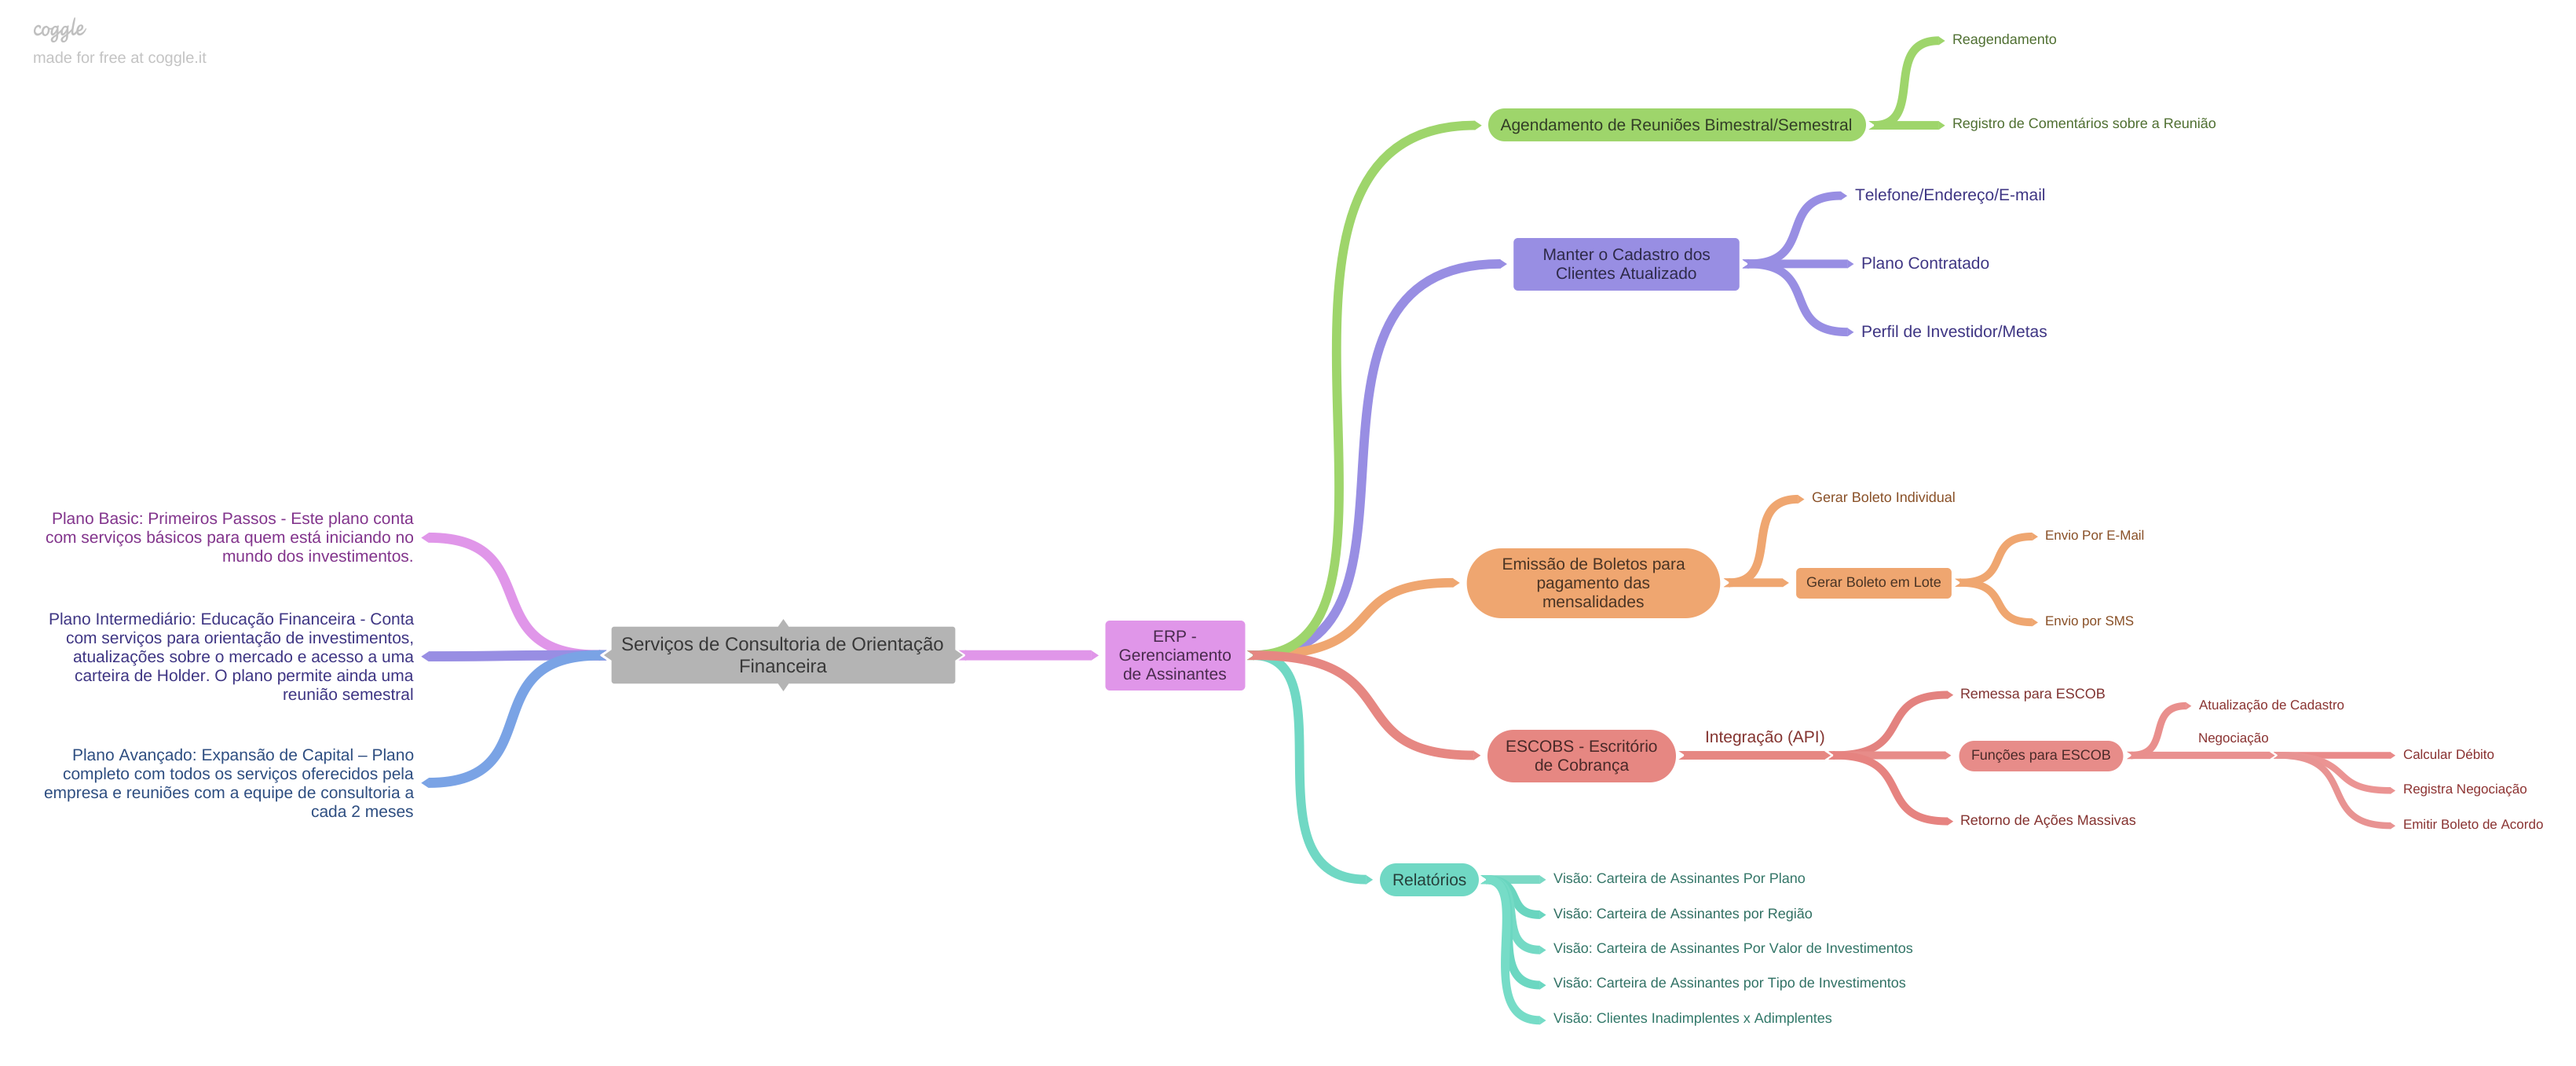 coggle
made for free at coggle.it
Plano Basic: Primeiros Passos - Este plano conta
com serviços básicos para quem está iniciando no
mundo dos investimentos.
Plano Intermediário: Educação Financeira - Conta
com serviços para orientação de investimentos,
atualizações sobre o mercado e acesso a uma
carteira de Holder. O plano permite ainda uma
reunião semestral
Plano Avançado: Expansão de Capital – Plano
completo com todos os serviços oferecidos pela
empresa e reuniões com a equipe de consultoria a
cada 2 meses
Serviços de Consultoria de Orientação
Financeira
ERP -
Gerenciamento
de Assinantes
Agendamento de Reuniões Bimestral/Semestral
Reagendamento
Registro de Comentários sobre a Reunião
Manter o Cadastro dos
Clientes Atualizado
Telefone/Endereço/E-mail
Plano Contratado
Perfil de Investidor/Metas
Emissão de Boletos para
pagamento das
mensalidades
Gerar Boleto Individual
Gerar Boleto em Lote
Envio Por E-Mail
Envio por SMS
ESCOBS - Escritório
de Cobrança
Integração (API)
Remessa para ESCOB
Funções para ESCOB
Atualização de Cadastro
Negociação
Calcular Débito
Registra Negociação
Emitir Boleto de Acordo
Retorno de Ações Massivas
Relatórios
Visão: Carteira de Assinantes Por Plano
Visão: Carteira de Assinantes por Região
Visão: Carteira de Assinantes Por Valor de Investimentos
Visão: Carteira de Assinantes por Tipo de Investimentos
Visão: Clientes Inadimplentes x Adimplentes